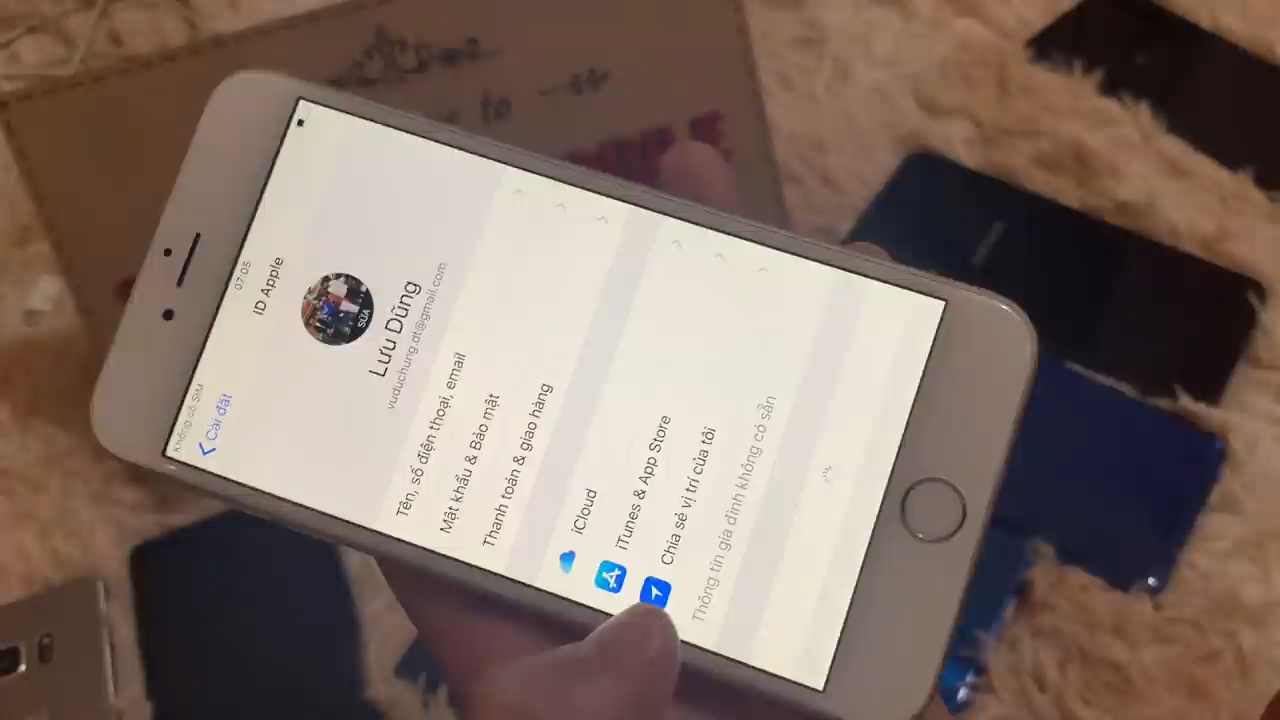 Không có SIM
07:05
Cài đặt
ID Apple
SỬA
Lưu Dũng
vuduchung.dt@gmail.com
Tên, số điện thoại, email
Mật khẩu & Bảo mật
Thanh toán & giao hàng
iCloud
iTunes & App Store
Chia sẻ vị trí của tôi
Thông tin gia đình không có sẵn
to